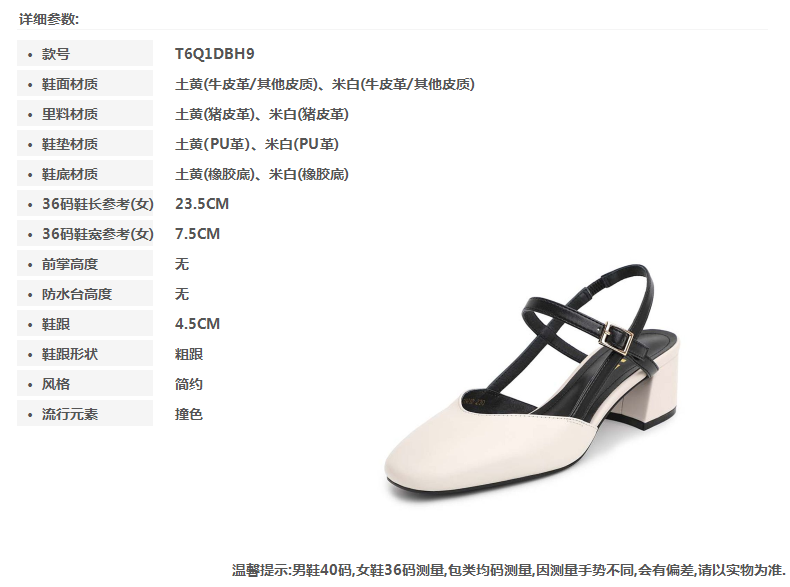 详细参数:
• 款号 T6Q1DBH9
• 鞋面材质 土黄(牛皮革/其他皮质)、米白(牛皮革/其他皮质)
• 里料材质 土黄(猪皮革)、米白(猪皮革)
• 鞋垫材质 土黄(PU革)、米白(PU革)
• 鞋底材质 土黄(橡胶底)、米白(橡胶底)
• 36码鞋长参考(女) 23.5CM
• 36码鞋宽参考(女) 7.5CM
• 前掌高度 无
• 防水台高度 无
• 鞋跟 4.5CM
• 鞋跟形状 粗跟
• 风格 简约
• 流行元素 撞色
温馨提示:男鞋40码,女鞋36码测量,包类均码测量,因测量手势不同,会有偏差,请以实物为准.